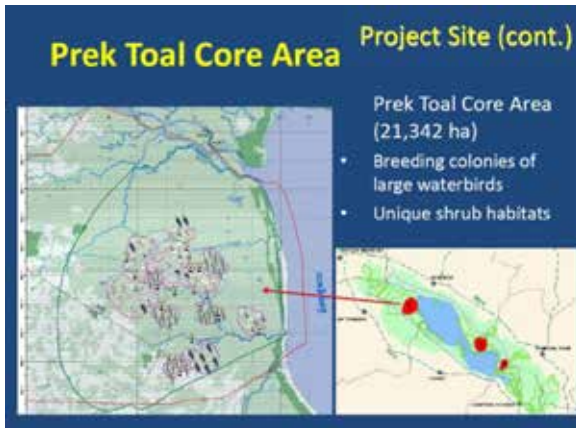 Prek Toal Core Area
Project Site (cont.)
Prek Toal Core Area
(21,342 ha)
• Breeding colonies of
large waterbirds
• Unique shrub habitats